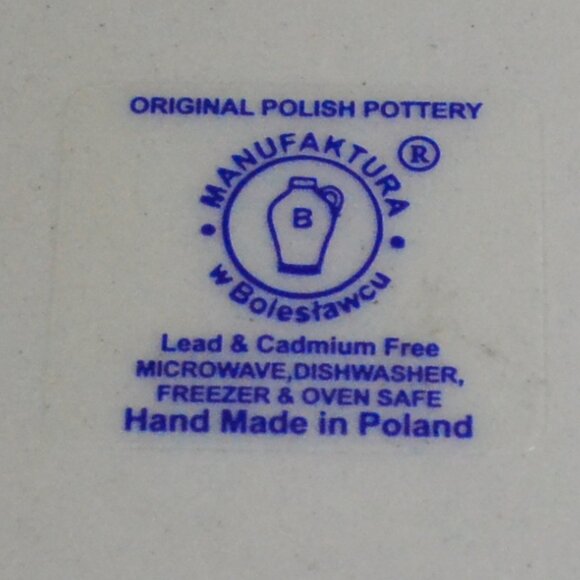 ORIGINAL POLISH POTTERY
MANUFAKTURA ®
B
w Bolesławcu
Lead & Cadmium Free
MICROWAVE,DISHWASHER,
FREEZER & OVEN SAFE
Hand Made in Poland